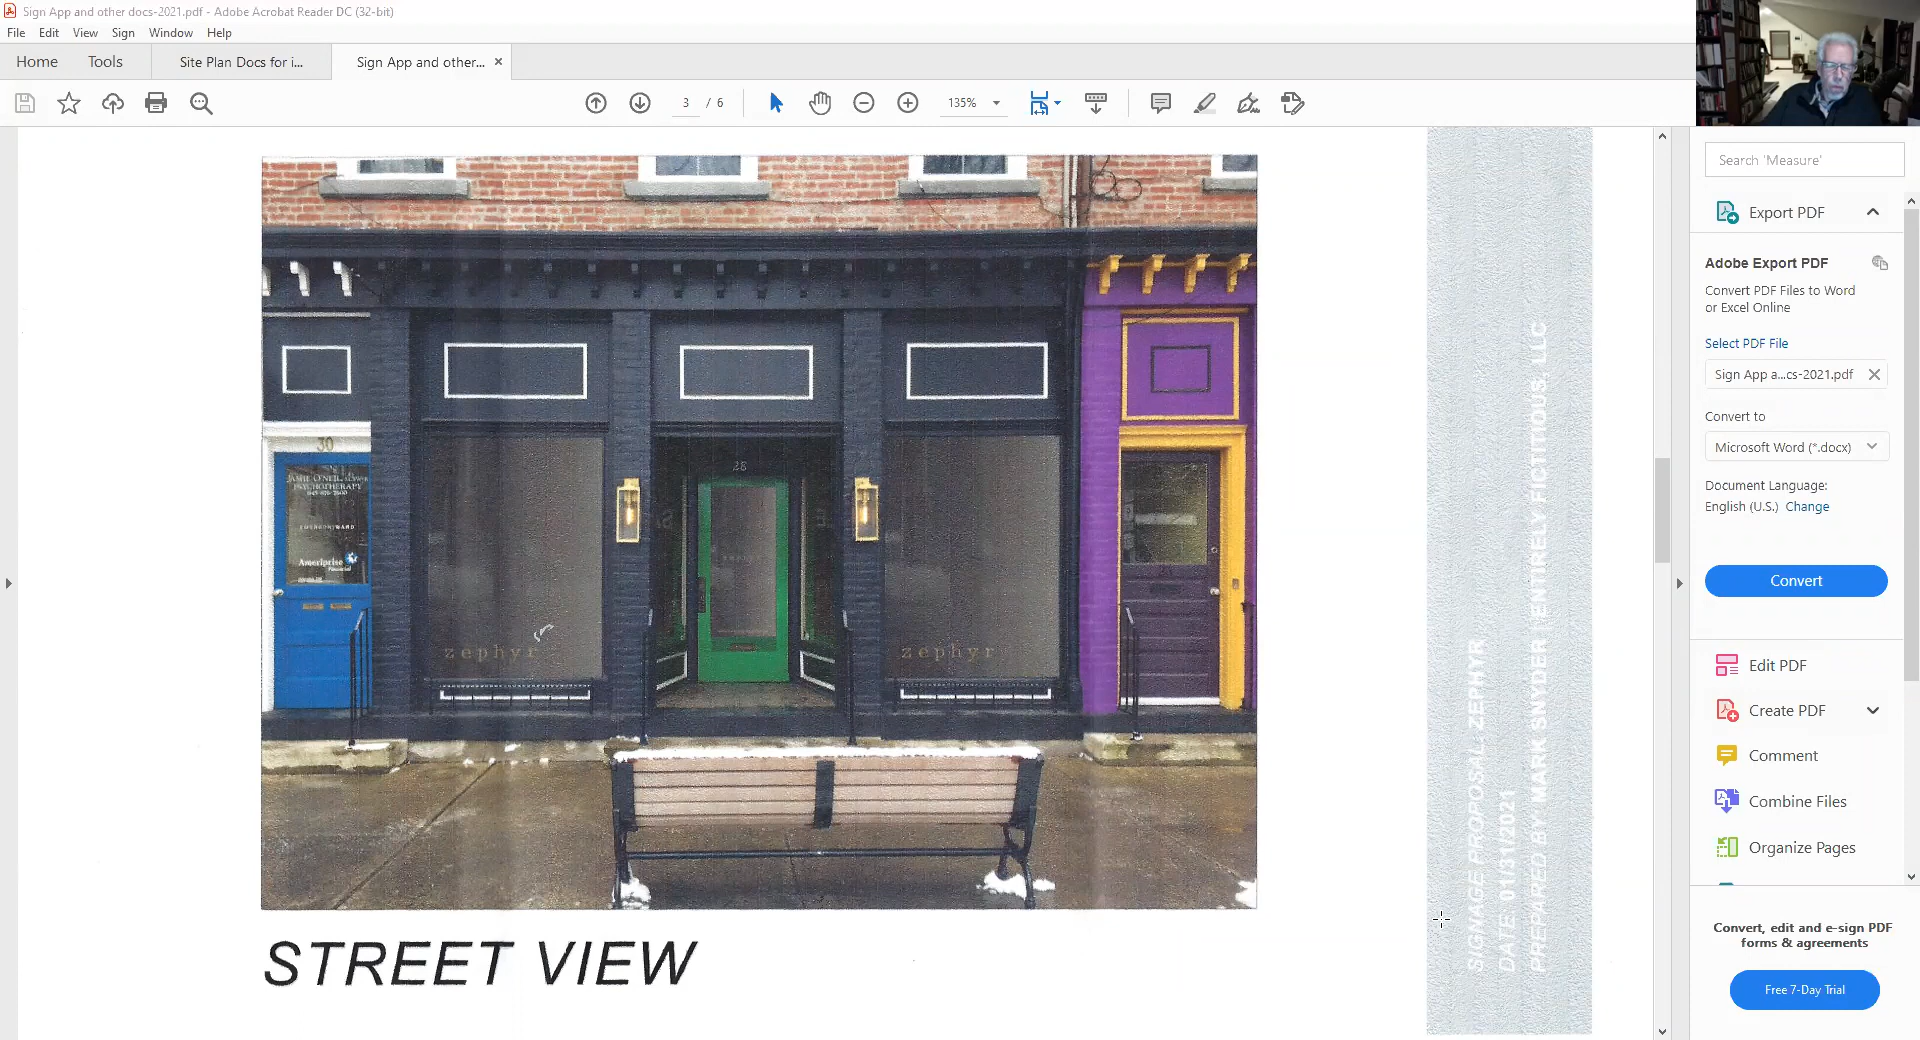 Sign App and other docs-2021.pdf - Adobe Acrobat Reader DC (32-bit)
File Edit View Sign Window Help
Home Tools Site Plan Docs for i... Sign App and other... ×
3 / 6 135%
Search 'Measure'
Export PDF
Adobe Export PDF
Convert PDF Files to Word
or Excel Online
Select PDF File
Sign App a...cs-2021.pdf
Convert to
Microsoft Word (*.docx)
Document Language:
English (U.S.) Change
Convert
Edit PDF
Create PDF
Comment
Combine Files
Organize Pages
Convert, edit and e-sign PDF
forms & agreements
Free 7-Day Trial
30
JAMIE O'NEIL
PSYCHOTHERAPY
Ameriprise
Financial
28
zephyr
zephyr
STREET VIEW
SIGNAGE PROPOSAL ZEPHYR
DATE 01/31/2021
PREPARED BY MARK SNYDER | ENTIRELY FICITIOUS, LLC